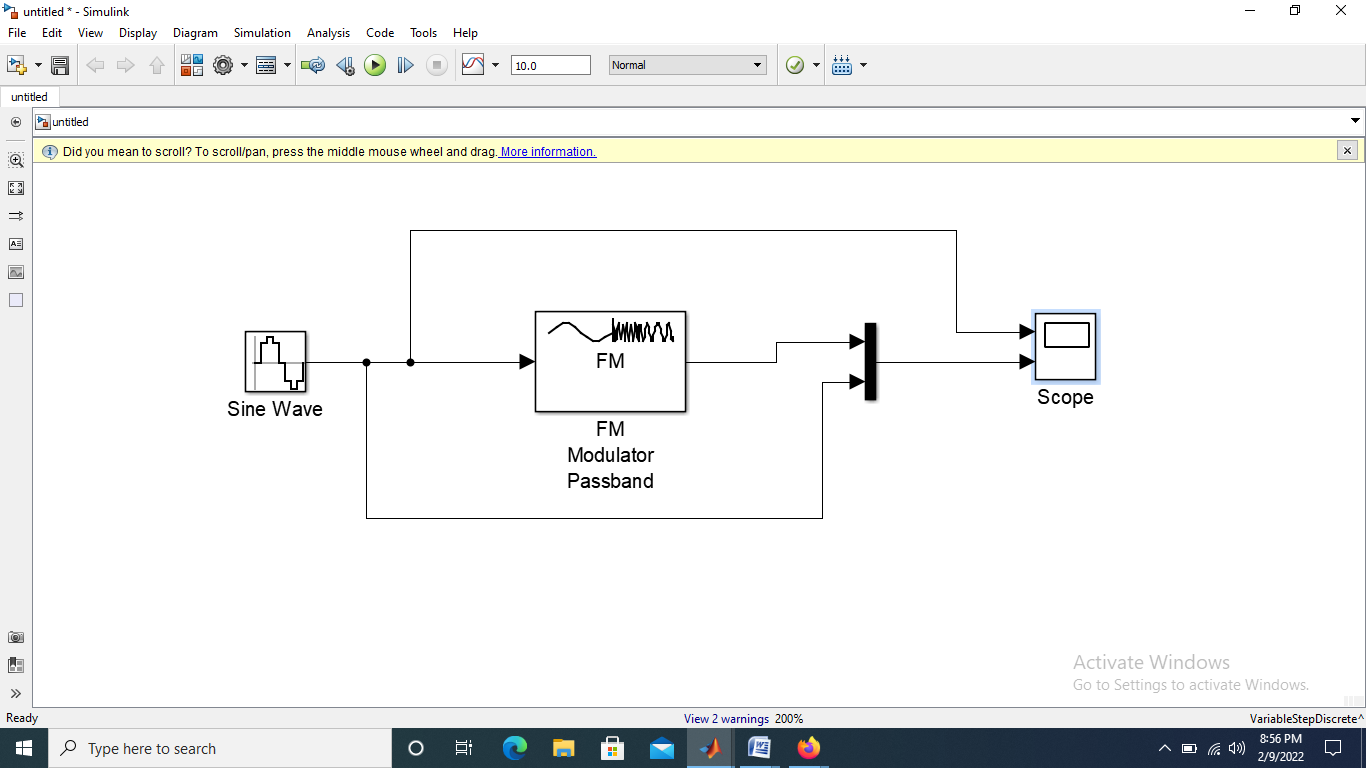 untitled * - Simulink
File Edit View Display Diagram Simulation Analysis Code Tools Help
10.0 Normal
untitled
untitled
Did you mean to scroll? To scroll/pan, press the middle mouse wheel and drag. More information.
FM
Sine Wave
FM
Modulator
Passband
Scope
Activate Windows
Go to Settings to activate Windows.
Ready View 2 warnings 200% VariableStepDiscrete^
Type here to search
8:56 PM
2/9/2022